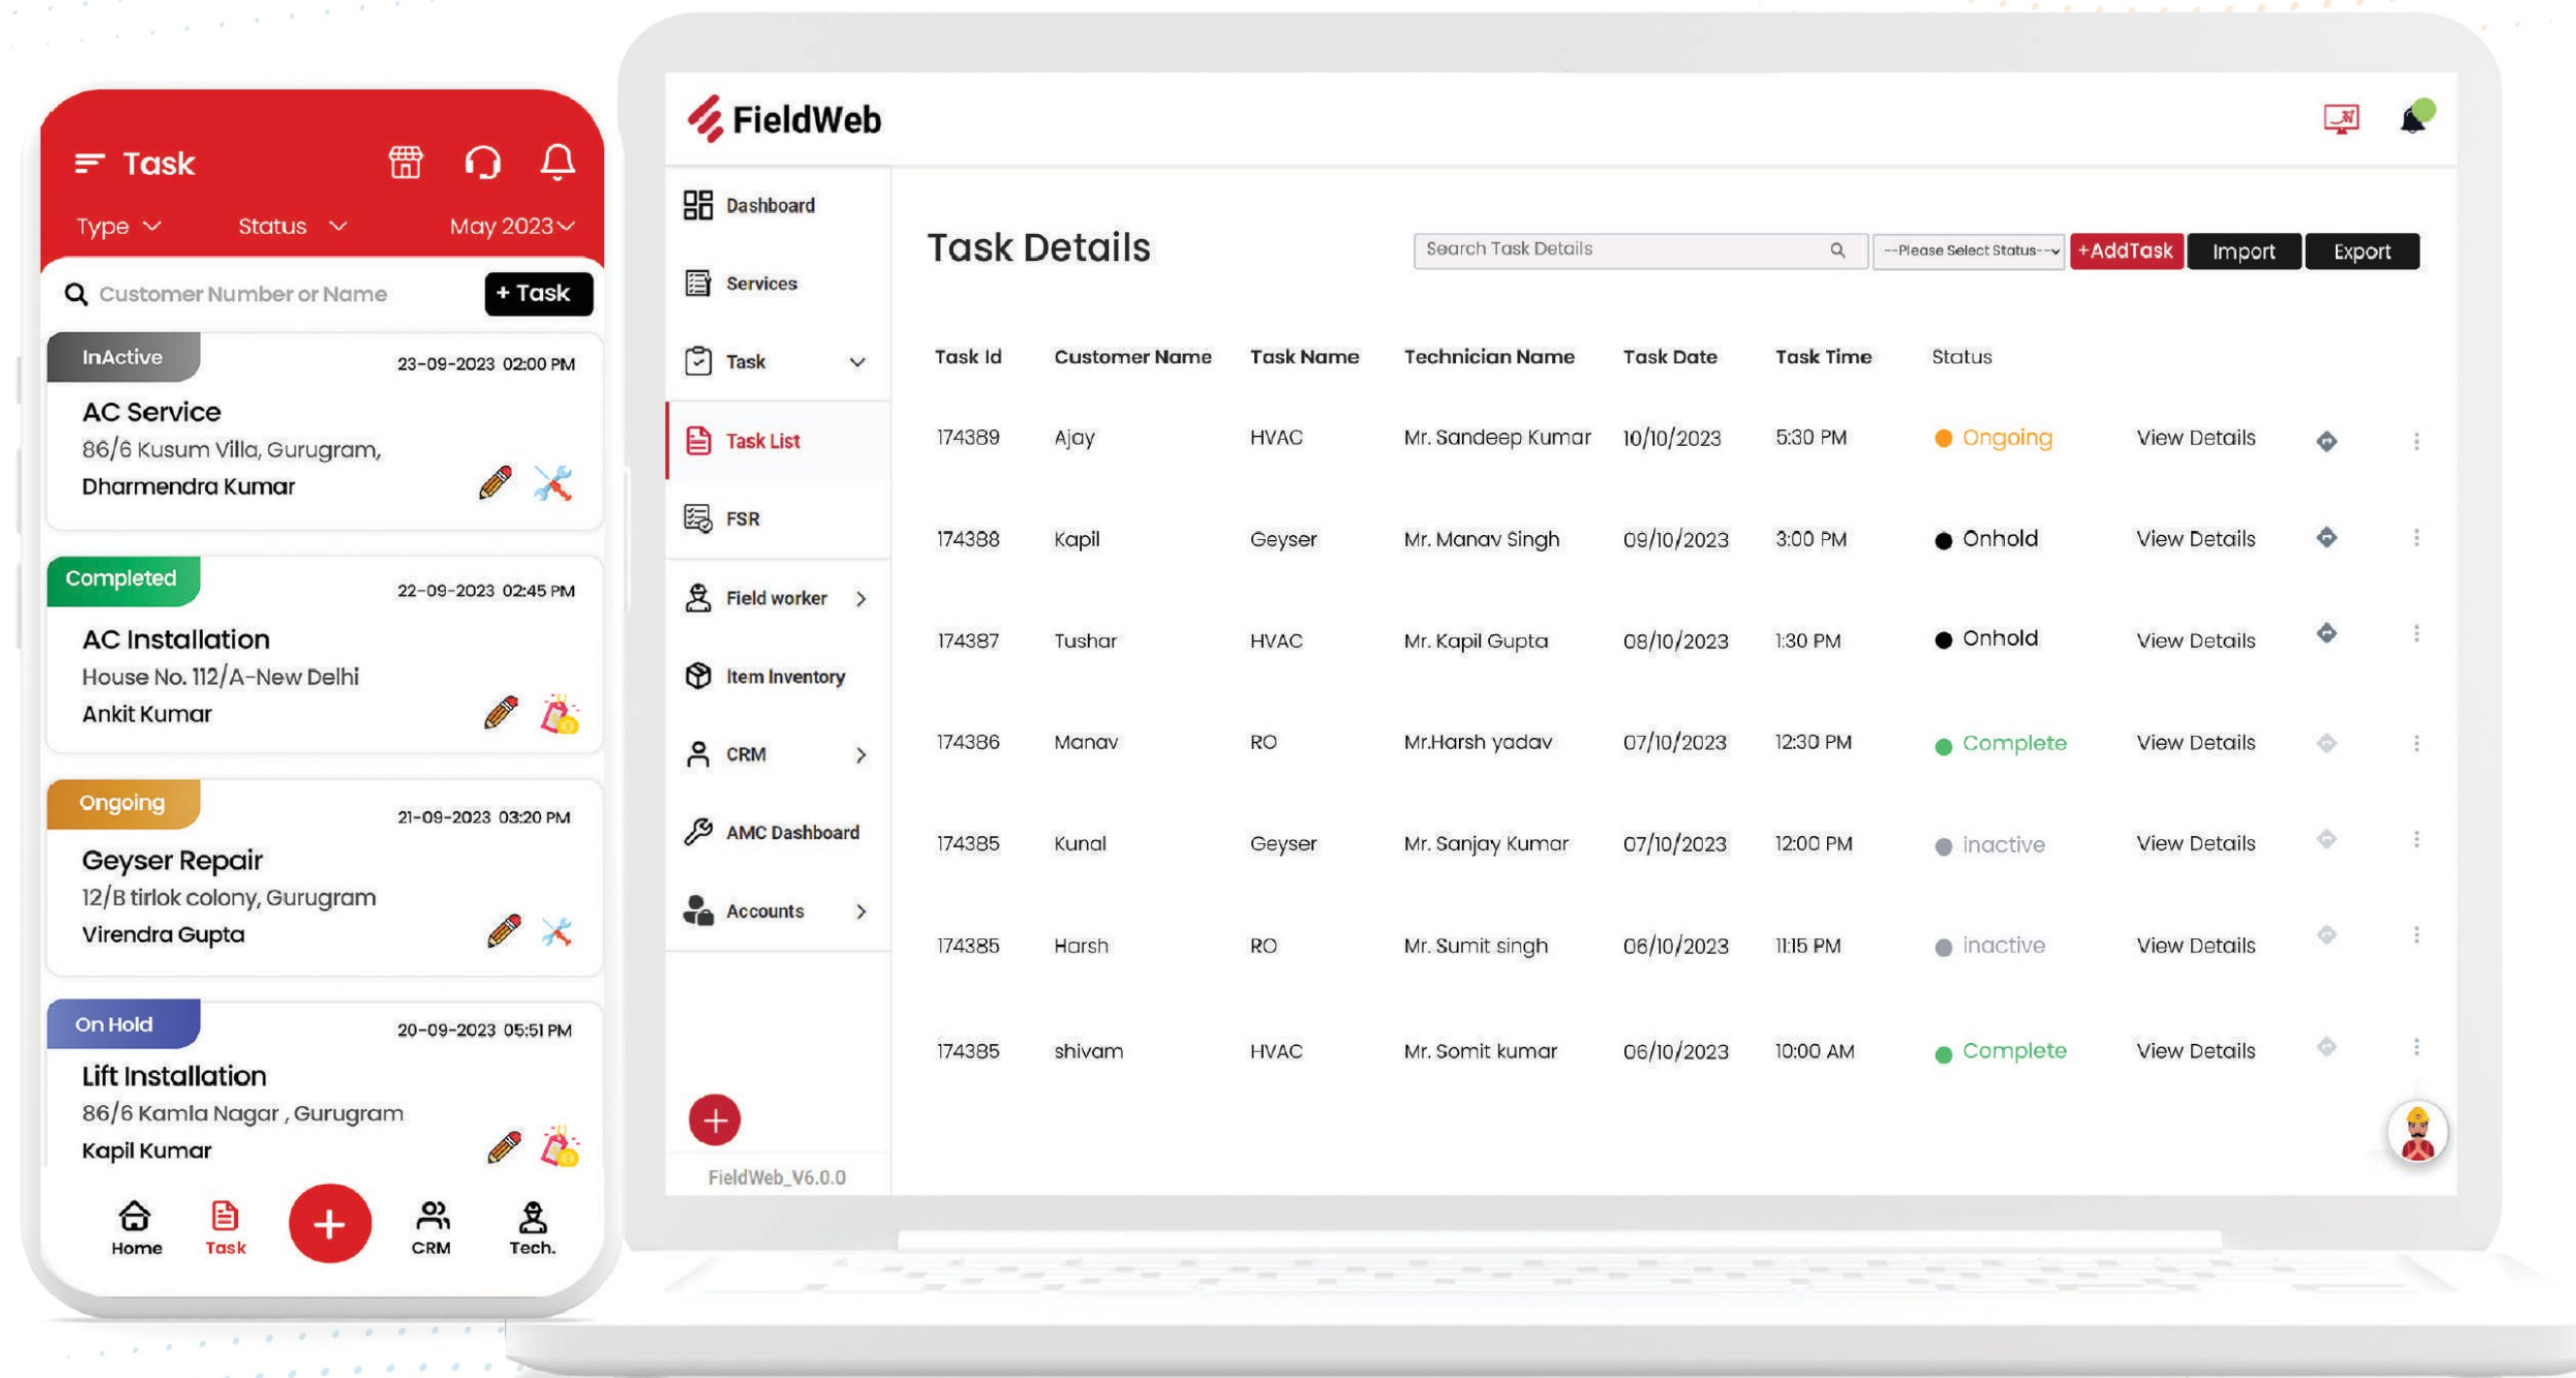 Task
Type Status May 2023
Customer Number or Name + Task
InActive 23-09-2023 02:00 PM
AC Service
86/6 Kusum Villa, Gurugram,
Dharmendra Kumar
Completed 22-09-2023 02:45 PM
AC Installation
House No. 112/A-New Delhi
Ankit Kumar
Ongoing 21-09-2023 03:20 PM
Geyser Repair
12/B tirlok colony, Gurugram
Virendra Gupta
On Hold 20-09-2023 05:51 PM
Lift Installation
86/6 Kamla Nagar , Gurugram
Kapil Kumar
Home Task + CRM Tech.
FieldWeb
Dashboard
Services
Task
Task List
FSR
Field worker
Item Inventory
CRM
AMC Dashboard
Accounts
+
FieldWeb_V6.0.0
Task Details Search Task Details --Please Select Status-- +AddTask Import Export
Task Id Customer Name Task Name Technician Name Task Date Task Time Status
174389 Ajay HVAC Mr. Sandeep Kumar 10/10/2023 5:30 PM Ongoing View Details
174388 Kapil Geyser Mr. Manav Singh 09/10/2023 3:00 PM Onhold View Details
174387 Tushar HVAC Mr. Kapil Gupta 08/10/2023 1:30 PM Onhold View Details
174386 Manav RO Mr.Harsh yadav 07/10/2023 12:30 PM Complete View Details
174385 Kunal Geyser Mr. Sanjay Kumar 07/10/2023 12:00 PM inactive View Details
174385 Harsh RO Mr. Sumit singh 06/10/2023 11:15 PM inactive View Details
174385 shivam HVAC Mr. Somit kumar 06/10/2023 10:00 AM Complete View Details